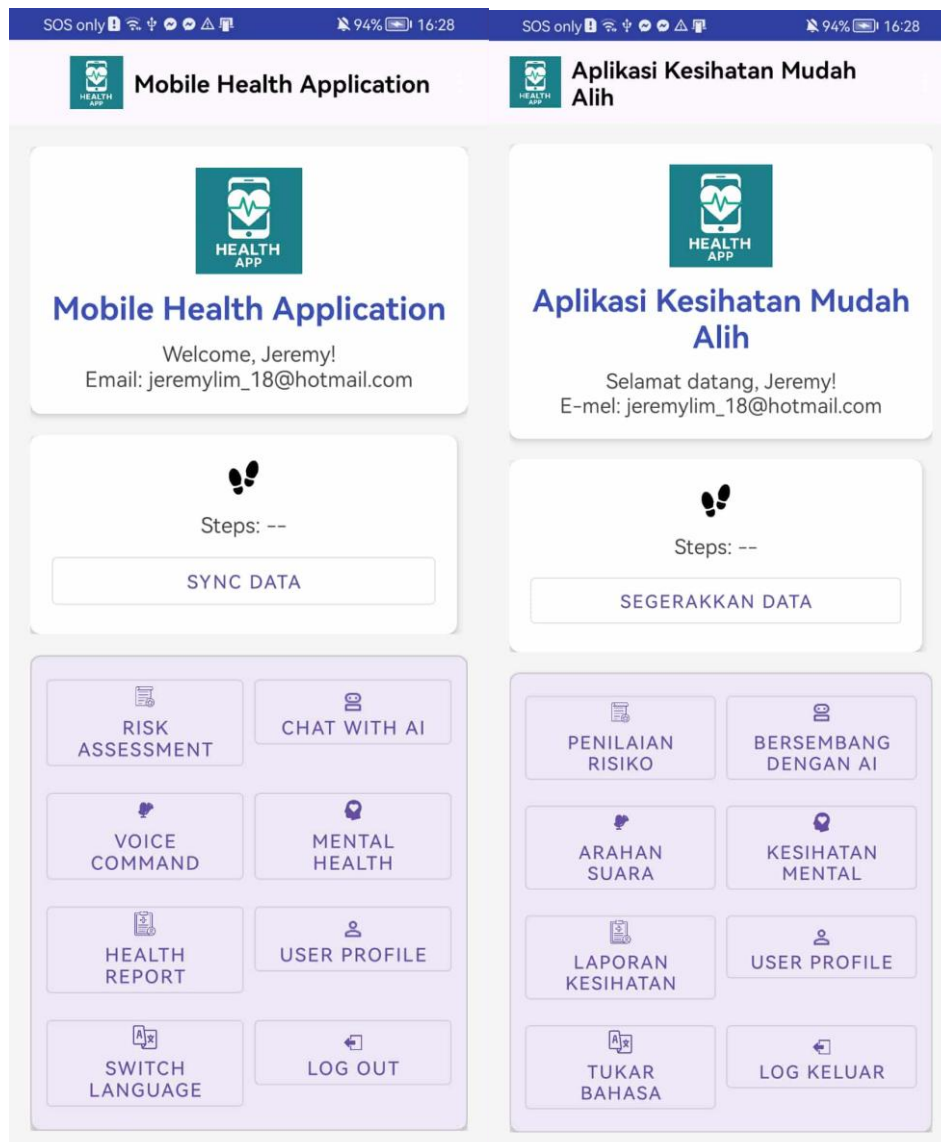 SOS only 94% 16:28
HEALTH
APP
Mobile Health Application
HEALTH
APP
Mobile Health Application
Welcome, Jeremy!
Email: jeremylim_18@hotmail.com
Steps: --
SYNC DATA
RISK
ASSESSMENT
CHAT WITH AI
VOICE
COMMAND
MENTAL
HEALTH
HEALTH
REPORT
USER PROFILE
SWITCH
LANGUAGE
LOG OUT
SOS only 94% 16:28
HEALTH
APP
Aplikasi Kesihatan Mudah
Alih
HEALTH
APP
Aplikasi Kesihatan Mudah
Alih
Selamat datang, Jeremy!
E-mel: jeremylim_18@hotmail.com
Steps: --
SEGERAKKAN DATA
PENILAIAN
RISIKO
BERSEMBANG
DENGAN AI
ARAHAN
SUARA
KESIHATAN
MENTAL
LAPORAN
KESIHATAN
USER PROFILE
TUKAR
BAHASA
LOG KELUAR